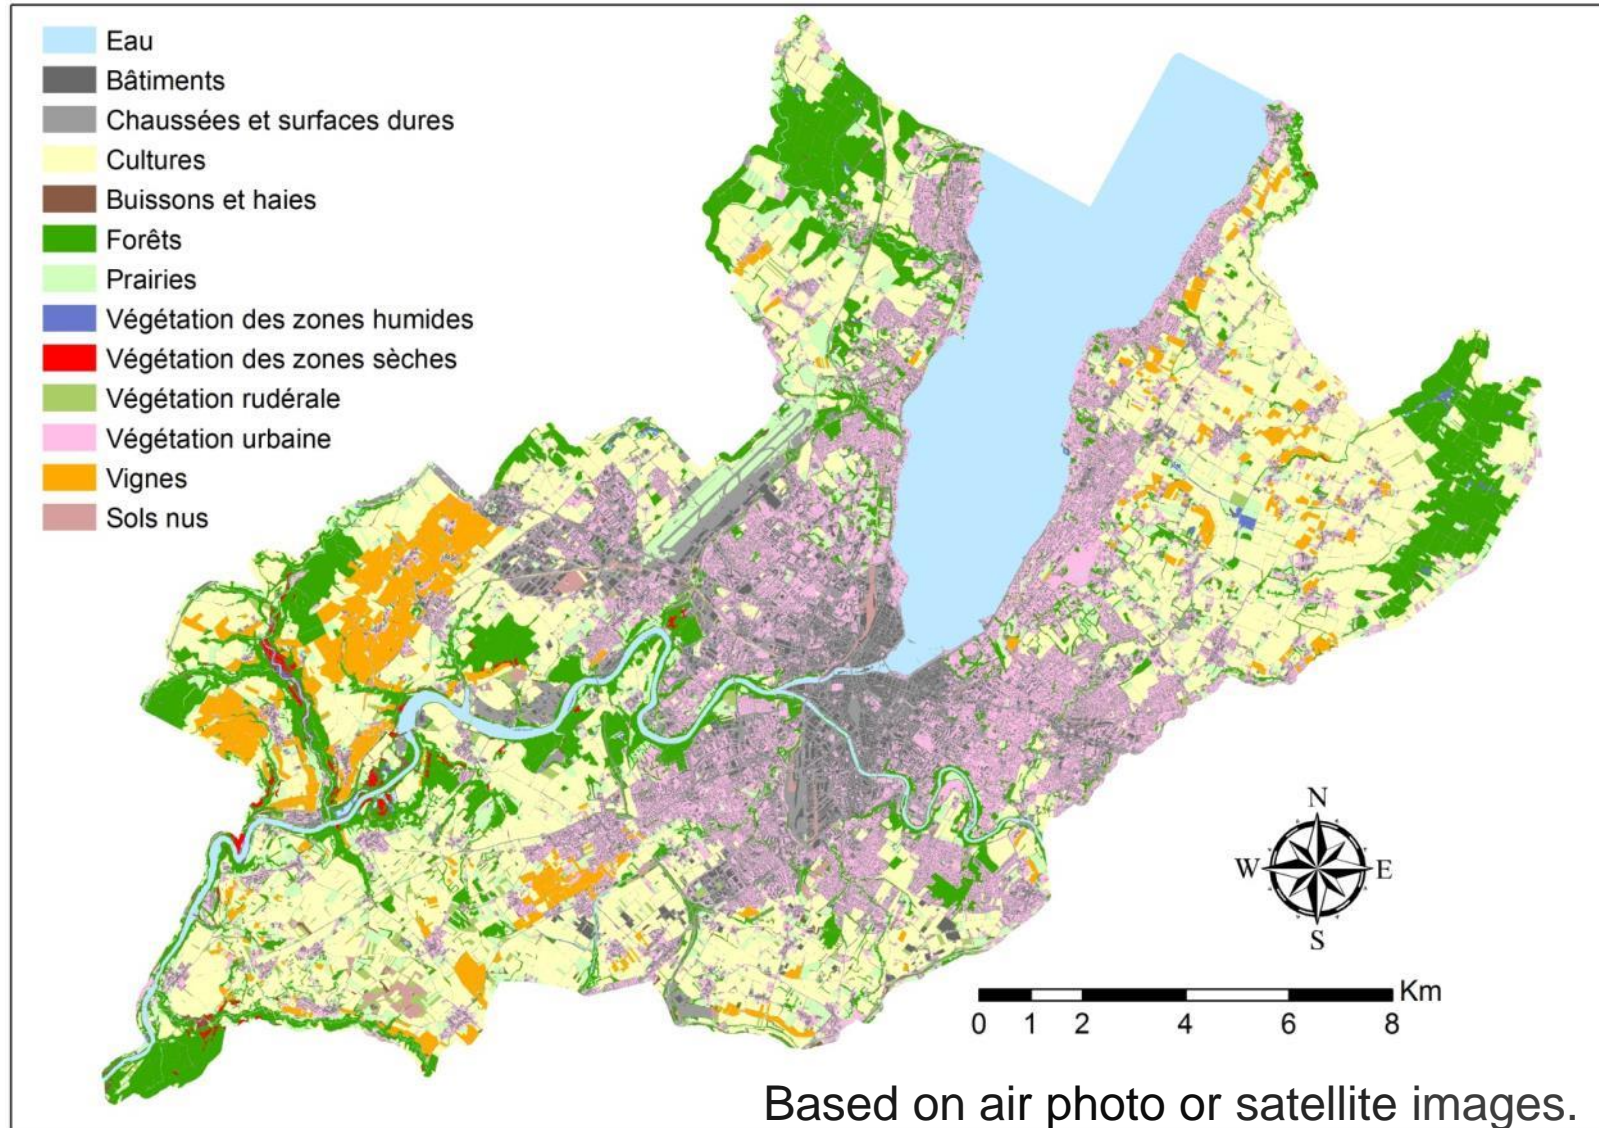 Eau
Bâtiments
Chaussées et surfaces dures
Cultures
Buissons et haies
Forêts
Prairies
Végétation des zones humides
Végétation des zones sèches
Végétation rudérale
Végétation urbaine
Vignes
Sols nus
N
W E
S
Km
0 1 2 4 6 8
Based on air photo or satellite images.